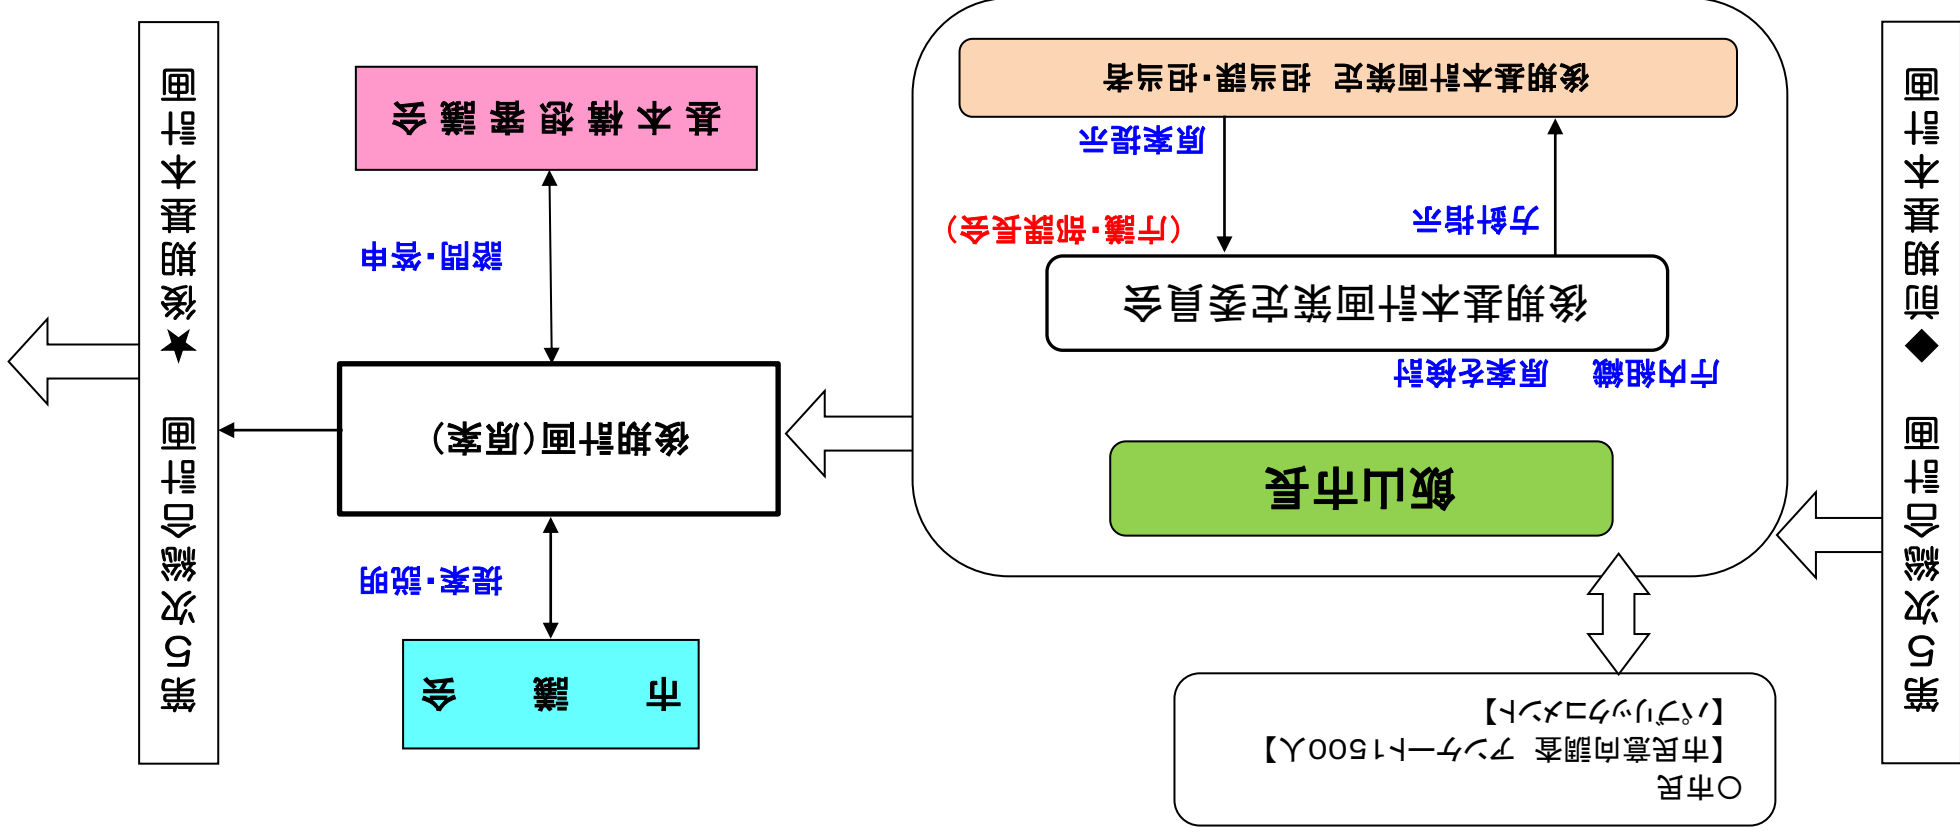 第５次総合計画　◆前期基本計画
○市民
【市民意向調査　アンケート1500人】
【パブリックコメント】
飯山市長
庁内組織　原案を検討
後期基本計画策定委員会
（庁議・部課長会）
方針指示
原案提示
後期基本計画策定　担当課・担当者
市　議　会
提案・説明
後期計画（原案）
諮問・答申
基本構想審議会
第５次総合計画　★後期基本計画